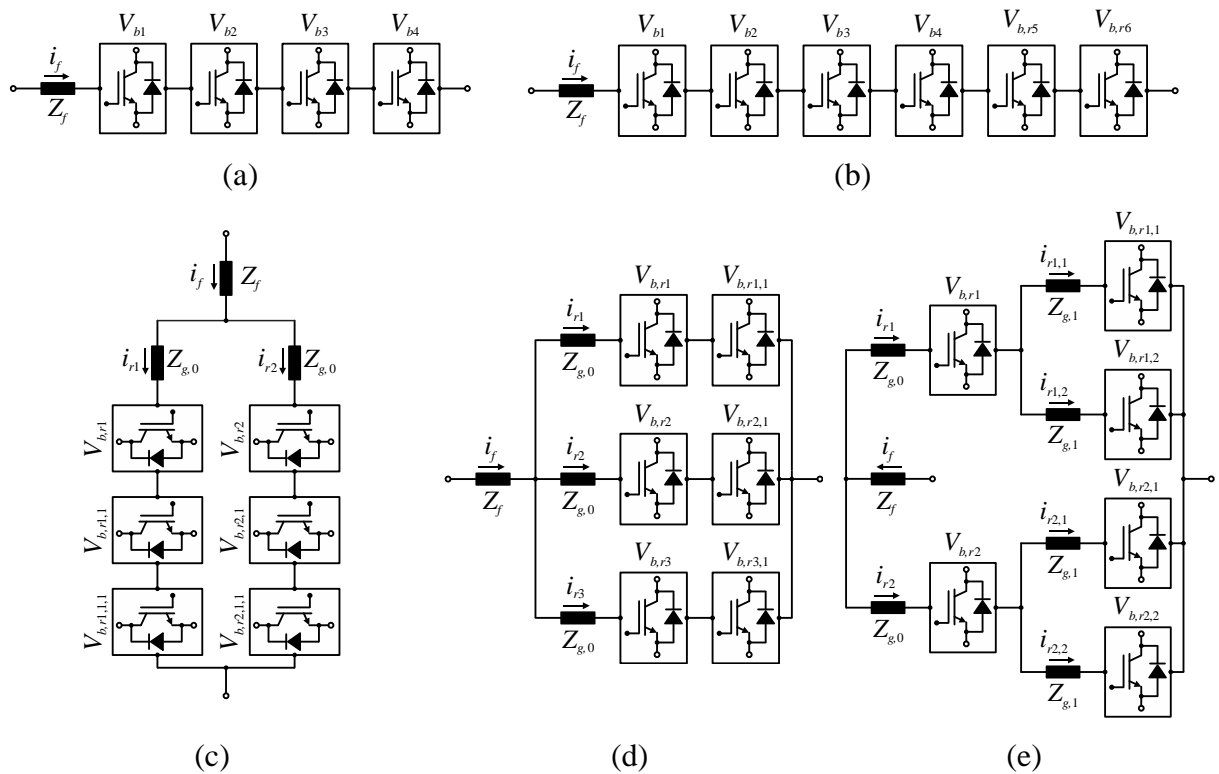 V_{b1} V_{b2} V_{b3} V_{b4}
i_f
Z_f
(a)
V_{b1} V_{b2} V_{b3} V_{b4} V_{b,r5} V_{b,r6}
i_f
Z_f
(b)
i_f Z_f
i_{r1} Z_{g,0} i_{r2} Z_{g,0}
V_{b,r1} V_{b,r2}
V_{b,r1,1} V_{b,r2,1}
V_{b,r1,1,1} V_{b,r2,1,1}
(c)
V_{b,r1} V_{b,r1,1}
i_{r1}
Z_{g,0}
V_{b,r2} V_{b,r2,1}
i_f i_{r2}
Z_f Z_{g,0}
V_{b,r3} V_{b,r3,1}
i_{r3}
Z_{g,0}
(d)
V_{b,r1,1}
i_{r1,1}
Z_{g,1}
V_{b,r1}
i_{r1}
Z_{g,0}
V_{b,r1,2}
i_{r1,2}
Z_{g,1}
i_f
Z_f
V_{b,r2,1}
i_{r2,1}
Z_{g,1}
V_{b,r2}
i_{r2}
Z_{g,0}
V_{b,r2,2}
i_{r2,2}
Z_{g,1}
(e)